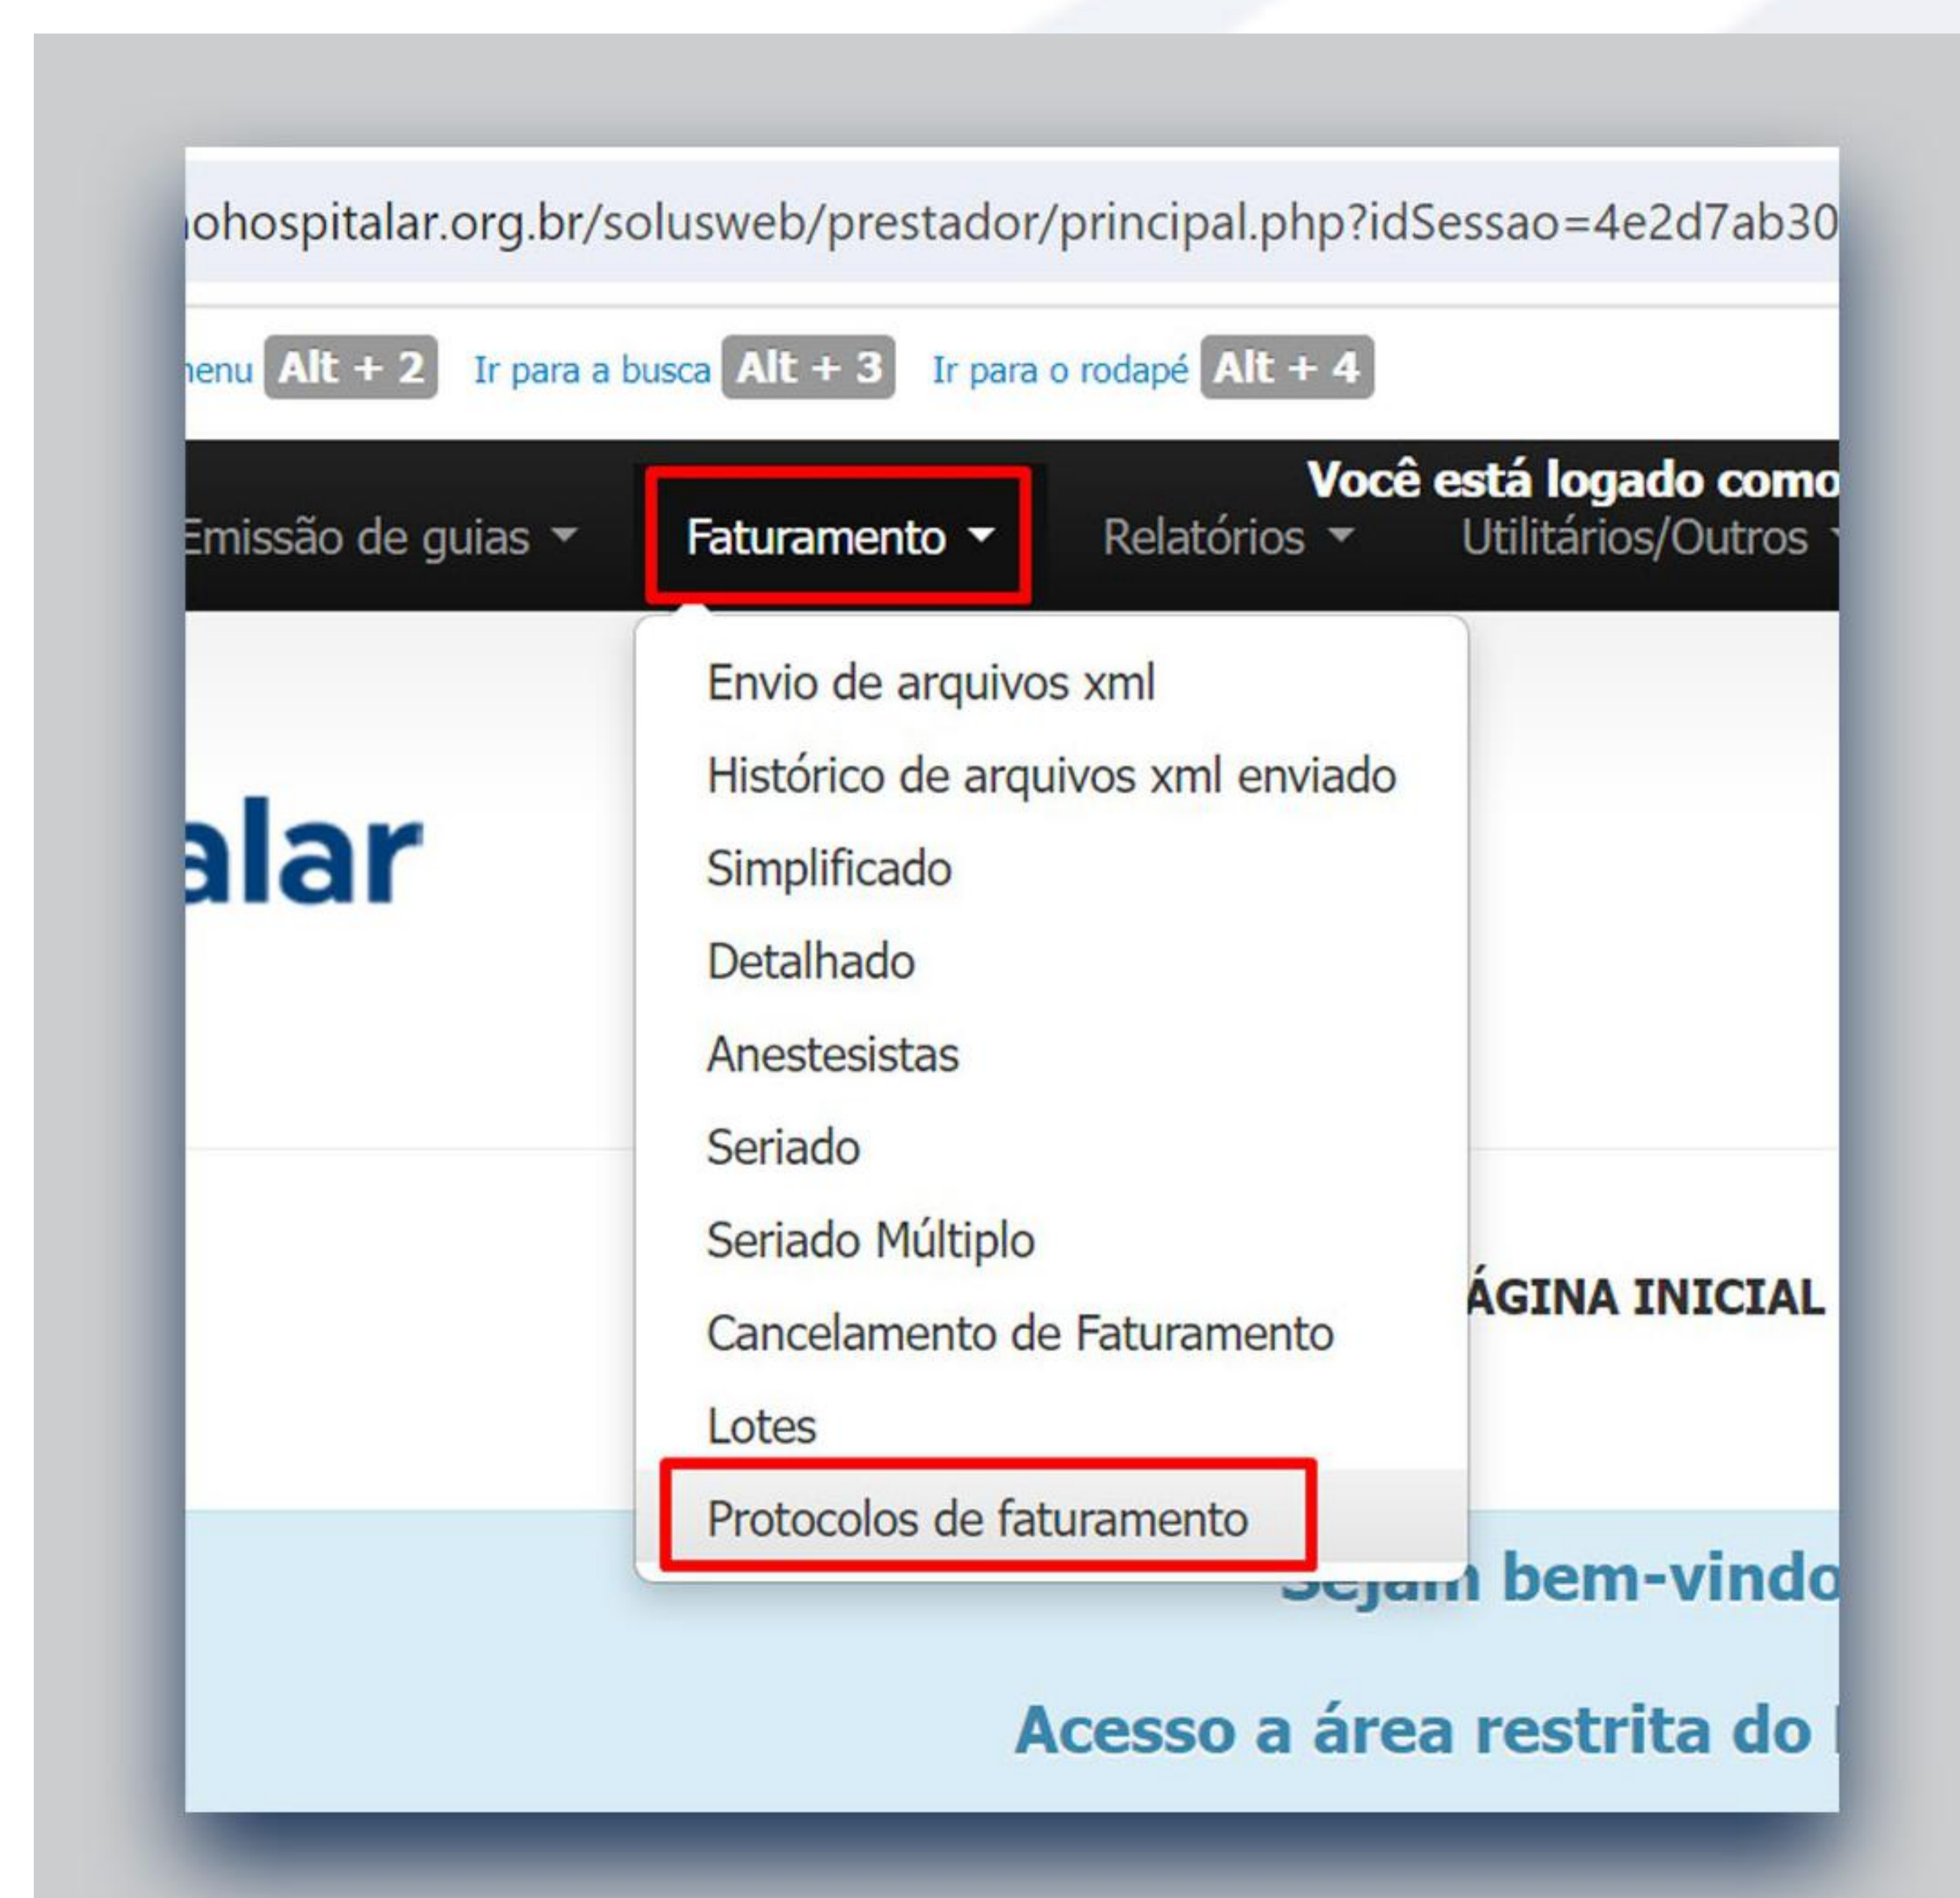 ohospitalar.org.br/solusweb/prestador/principal.php?idSessao=4e2d7ab30
menu Alt + 2 Ir para a busca Alt + 3 Ir para o rodapé Alt + 4
Você está logado como
Emissão de guias Faturamento Relatórios Utilitários/Outros
Envio de arquivos xml
Histórico de arquivos xml enviado
alar
Simplificado
Detalhado
Anestesistas
Seriado
Seriado Múltiplo
ÁGINA INICIAL
Cancelamento de Faturamento
Lotes
Protocolos de faturamento
Sejam bem-vindo
Acesso a área restrita do